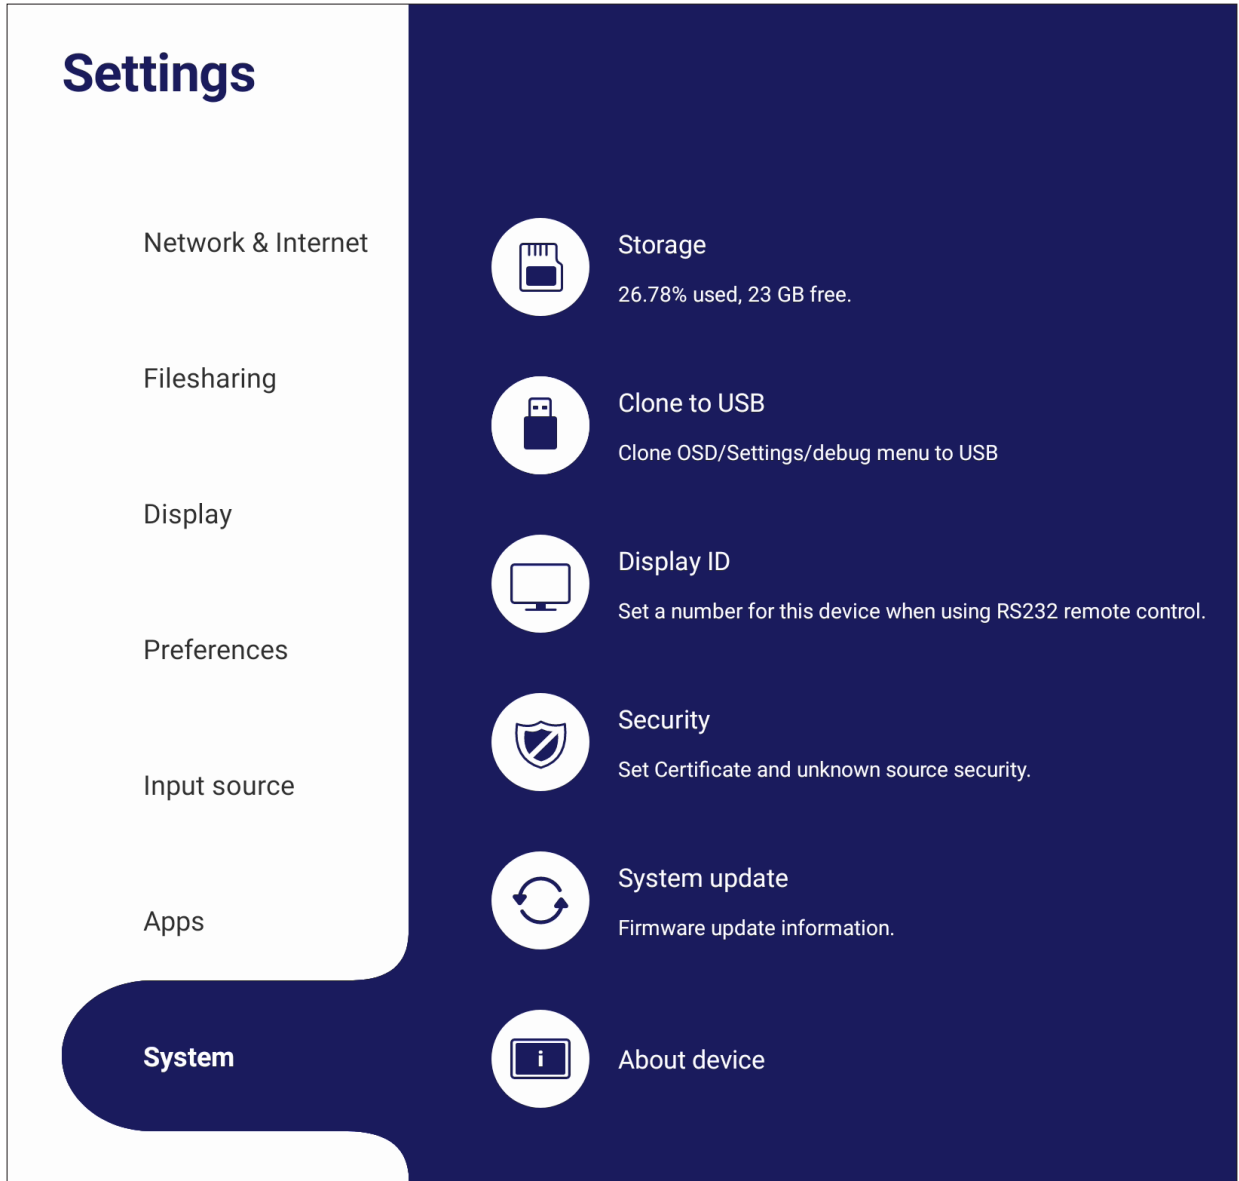 Settings
Network & Internet
Filesharing
Display
Preferences
Input source
Apps
System
Storage
26.78% used, 23 GB free.
Clone to USB
Clone OSD/Settings/debug menu to USB
Display ID
Set a number for this device when using RS232 remote control.
Security
Set Certificate and unknown source security.
System update
Firmware update information.
i
About device